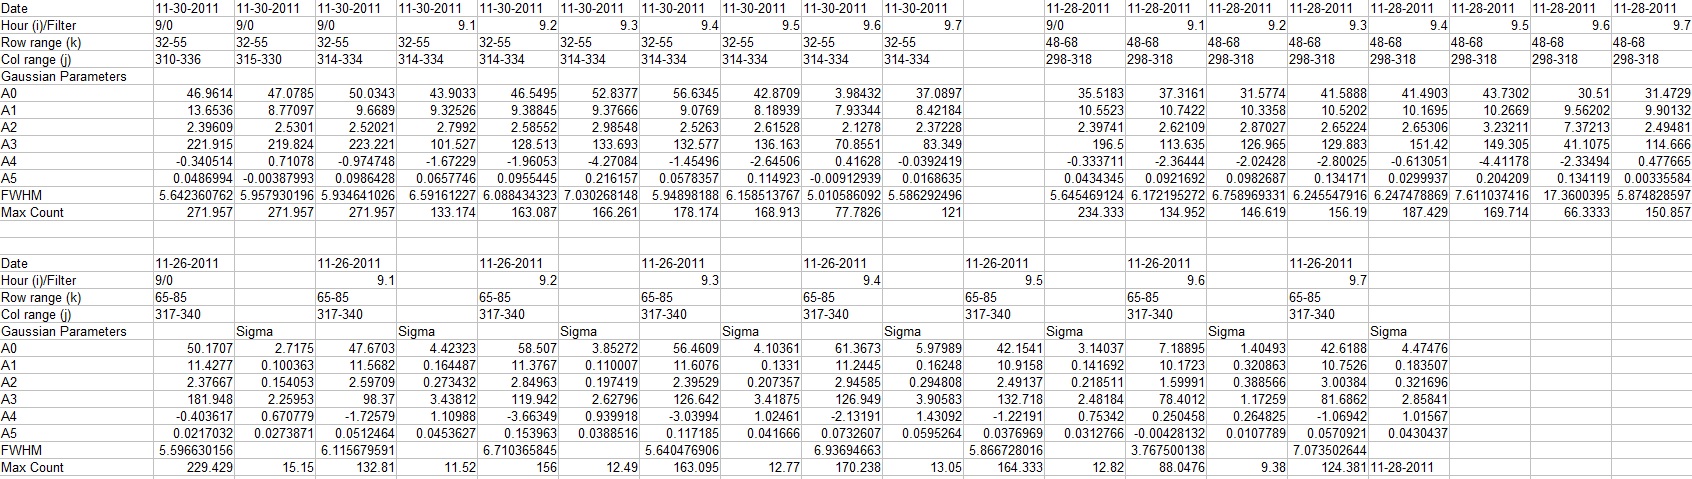 Date 11-30-2011 11-30-2011 11-30-2011 11-30-2011 11-30-2011 11-30-2011 11-30-2011 11-30-2011 11-30-2011 11-30-2011 11-28-2011 11-28-2011 11-28-2011 11-28-2011 11-28-2011 11-28-2011 11-28-2011 11-28-2011
Hour (i)/Filter 9/0 9/0 9/0 9.1 9.2 9.3 9.4 9.5 9.6 9.7 9/0 9.1 9.2 9.3 9.4 9.5 9.6 9.7
Row range (k) 32-55 32-55 32-55 32-55 32-55 32-55 32-55 32-55 32-55 32-55 48-68 48-68 48-68 48-68 48-68 48-68 48-68 48-68
Col range (j) 310-336 315-330 314-334 314-334 314-334 314-334 314-334 314-334 314-334 314-334 298-318 298-318 298-318 298-318 298-318 298-318 298-318 298-318
Gaussian Parameters
A0 46.9614 47.0785 50.0343 43.9033 46.5495 52.8377 56.6345 42.8709 3.98432 37.0897 35.5183 37.3161 31.5774 41.5888 41.4903 43.7302 30.51 31.4729
A1 13.6536 8.77097 9.6689 9.32526 9.38845 9.37666 9.0769 8.18939 7.93344 8.42184 10.5523 10.7422 10.3358 10.5202 10.1695 10.2669 9.56202 9.90132
A2 2.39609 2.5301 2.52021 2.7992 2.58552 2.98548 2.5263 2.61528 2.1278 2.37228 2.39741 2.62109 2.87027 2.65224 2.65306 3.23211 7.37213 2.49481
A3 221.915 219.824 223.221 101.527 128.513 133.693 132.577 136.163 70.8551 83.349 196.5 113.635 126.965 129.883 151.42 149.305 41.1075 114.666
A4 -0.340514 0.71078 -0.974748 -1.67229 -1.96053 -4.27084 -1.45496 -2.64506 0.41628 -0.0392419 -0.333711 -2.36444 -2.02428 -2.80025 -0.613051 -4.41178 -2.33494 0.477665
A5 0.0486994 -0.00387993 0.0986428 0.0657746 0.0955445 0.216157 0.0578357 0.114923 -0.00912939 0.0168635 0.0434345 0.0921692 0.0982687 0.134171 0.0299937 0.204209 0.134119 0.00335584
FWHM 5.642360762 5.957930196 5.934641026 6.59161227 6.088434323 7.030268148 5.94898188 6.158513767 5.010586092 5.586292496 5.645469124 6.172195272 6.758969331 6.245547916 6.247478869 7.611037416 17.3600395 5.874828597
Max Count 271.957 271.957 271.957 133.174 163.087 166.261 178.174 168.913 77.7826 121 234.333 134.952 146.619 156.19 187.429 169.714 66.3333 150.857
Date 11-26-2011 11-26-2011 11-26-2011 11-26-2011 11-26-2011 11-26-2011 11-26-2011 11-26-2011
Hour (i)/Filter 9/0 9.1 9.2 9.3 9.4 9.5 9.6 9.7
Row range (k) 65-85 65-85 65-85 65-85 65-85 65-85 65-85 65-85
Col range (j) 317-340 317-340 317-340 317-340 317-340 317-340 317-340 317-340
Gaussian Parameters Sigma Sigma Sigma Sigma Sigma Sigma Sigma Sigma
A0 50.1707 2.7175 47.6703 4.42323 58.507 3.85272 56.4609 4.10361 61.3673 5.97989 42.1541 3.14037 7.18895 1.40493 42.6188 4.47476
A1 11.4277 0.100363 11.5682 0.164487 11.3767 0.110007 11.6076 0.1331 11.2445 0.16248 10.9158 0.141692 10.1723 0.320863 10.7526 0.183507
A2 2.37667 0.154053 2.59709 0.273432 2.84963 0.197419 2.39529 0.207357 2.94585 0.294808 2.49137 0.218511 1.59991 0.388566 3.00384 0.321696
A3 181.948 2.25953 98.37 3.43812 119.942 2.62796 126.642 3.41875 126.949 3.90583 132.718 2.48184 78.4012 1.17259 81.6862 2.85841
A4 -0.403617 0.670779 -1.72579 1.10988 -3.66349 0.939918 -3.03994 1.02461 -2.13191 1.43092 -1.22191 0.75342 0.250458 0.264825 -1.06942 1.01567
A5 0.0217032 0.0273871 0.0512464 0.0453627 0.153963 0.0388516 0.117185 0.041666 0.0732607 0.0595264 0.0376969 0.0312766 -0.00428132 0.0107789 0.0570921 0.0430437
FWHM 5.596630156 6.115679591 6.710365845 5.640476906 6.93694663 5.866728016 3.767500138 7.073502644
Max Count 229.429 15.15 132.81 11.52 156 12.49 163.095 12.77 170.238 13.05 164.333 12.82 88.0476 9.38 124.381 11-28-2011